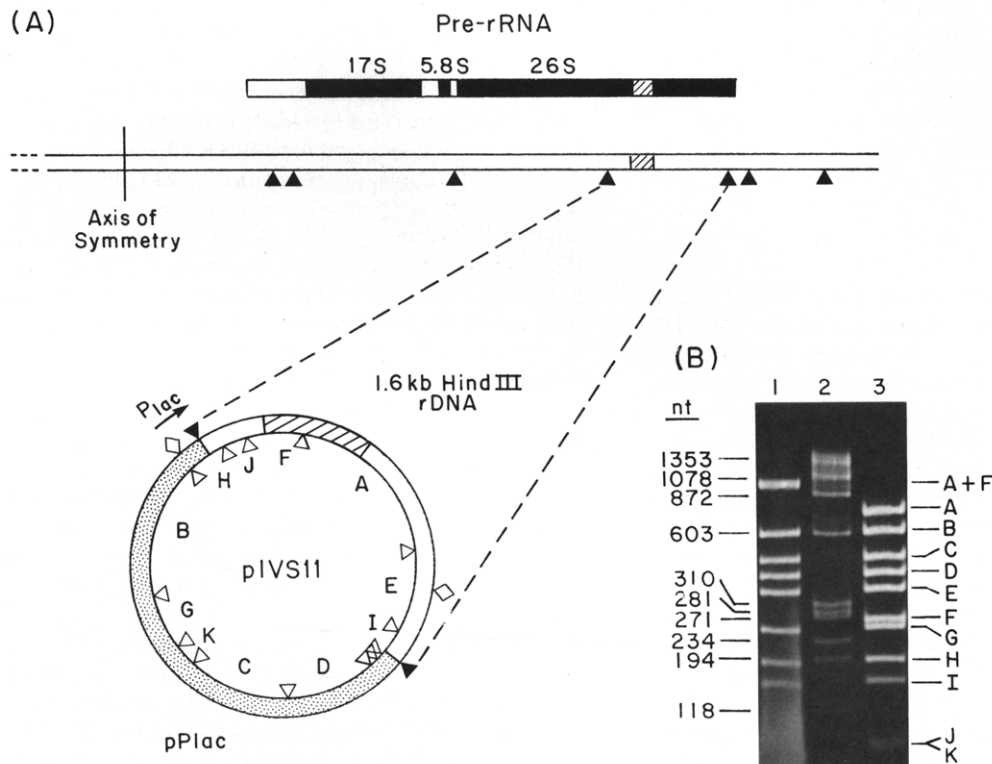 (A)
Pre-rRNA
17S 5.8S 26S
Axis of
Symmetry
1.6 kb Hind III
rDNA
Plac
H J F A
B
pIVS11
E
G
K
I
C D
pPlac
(B)
1 2 3
nt
1353
1078
872
603
310
281
271
234
194
118
A + F
A
B
C
D
E
F
G
H
I
J
K